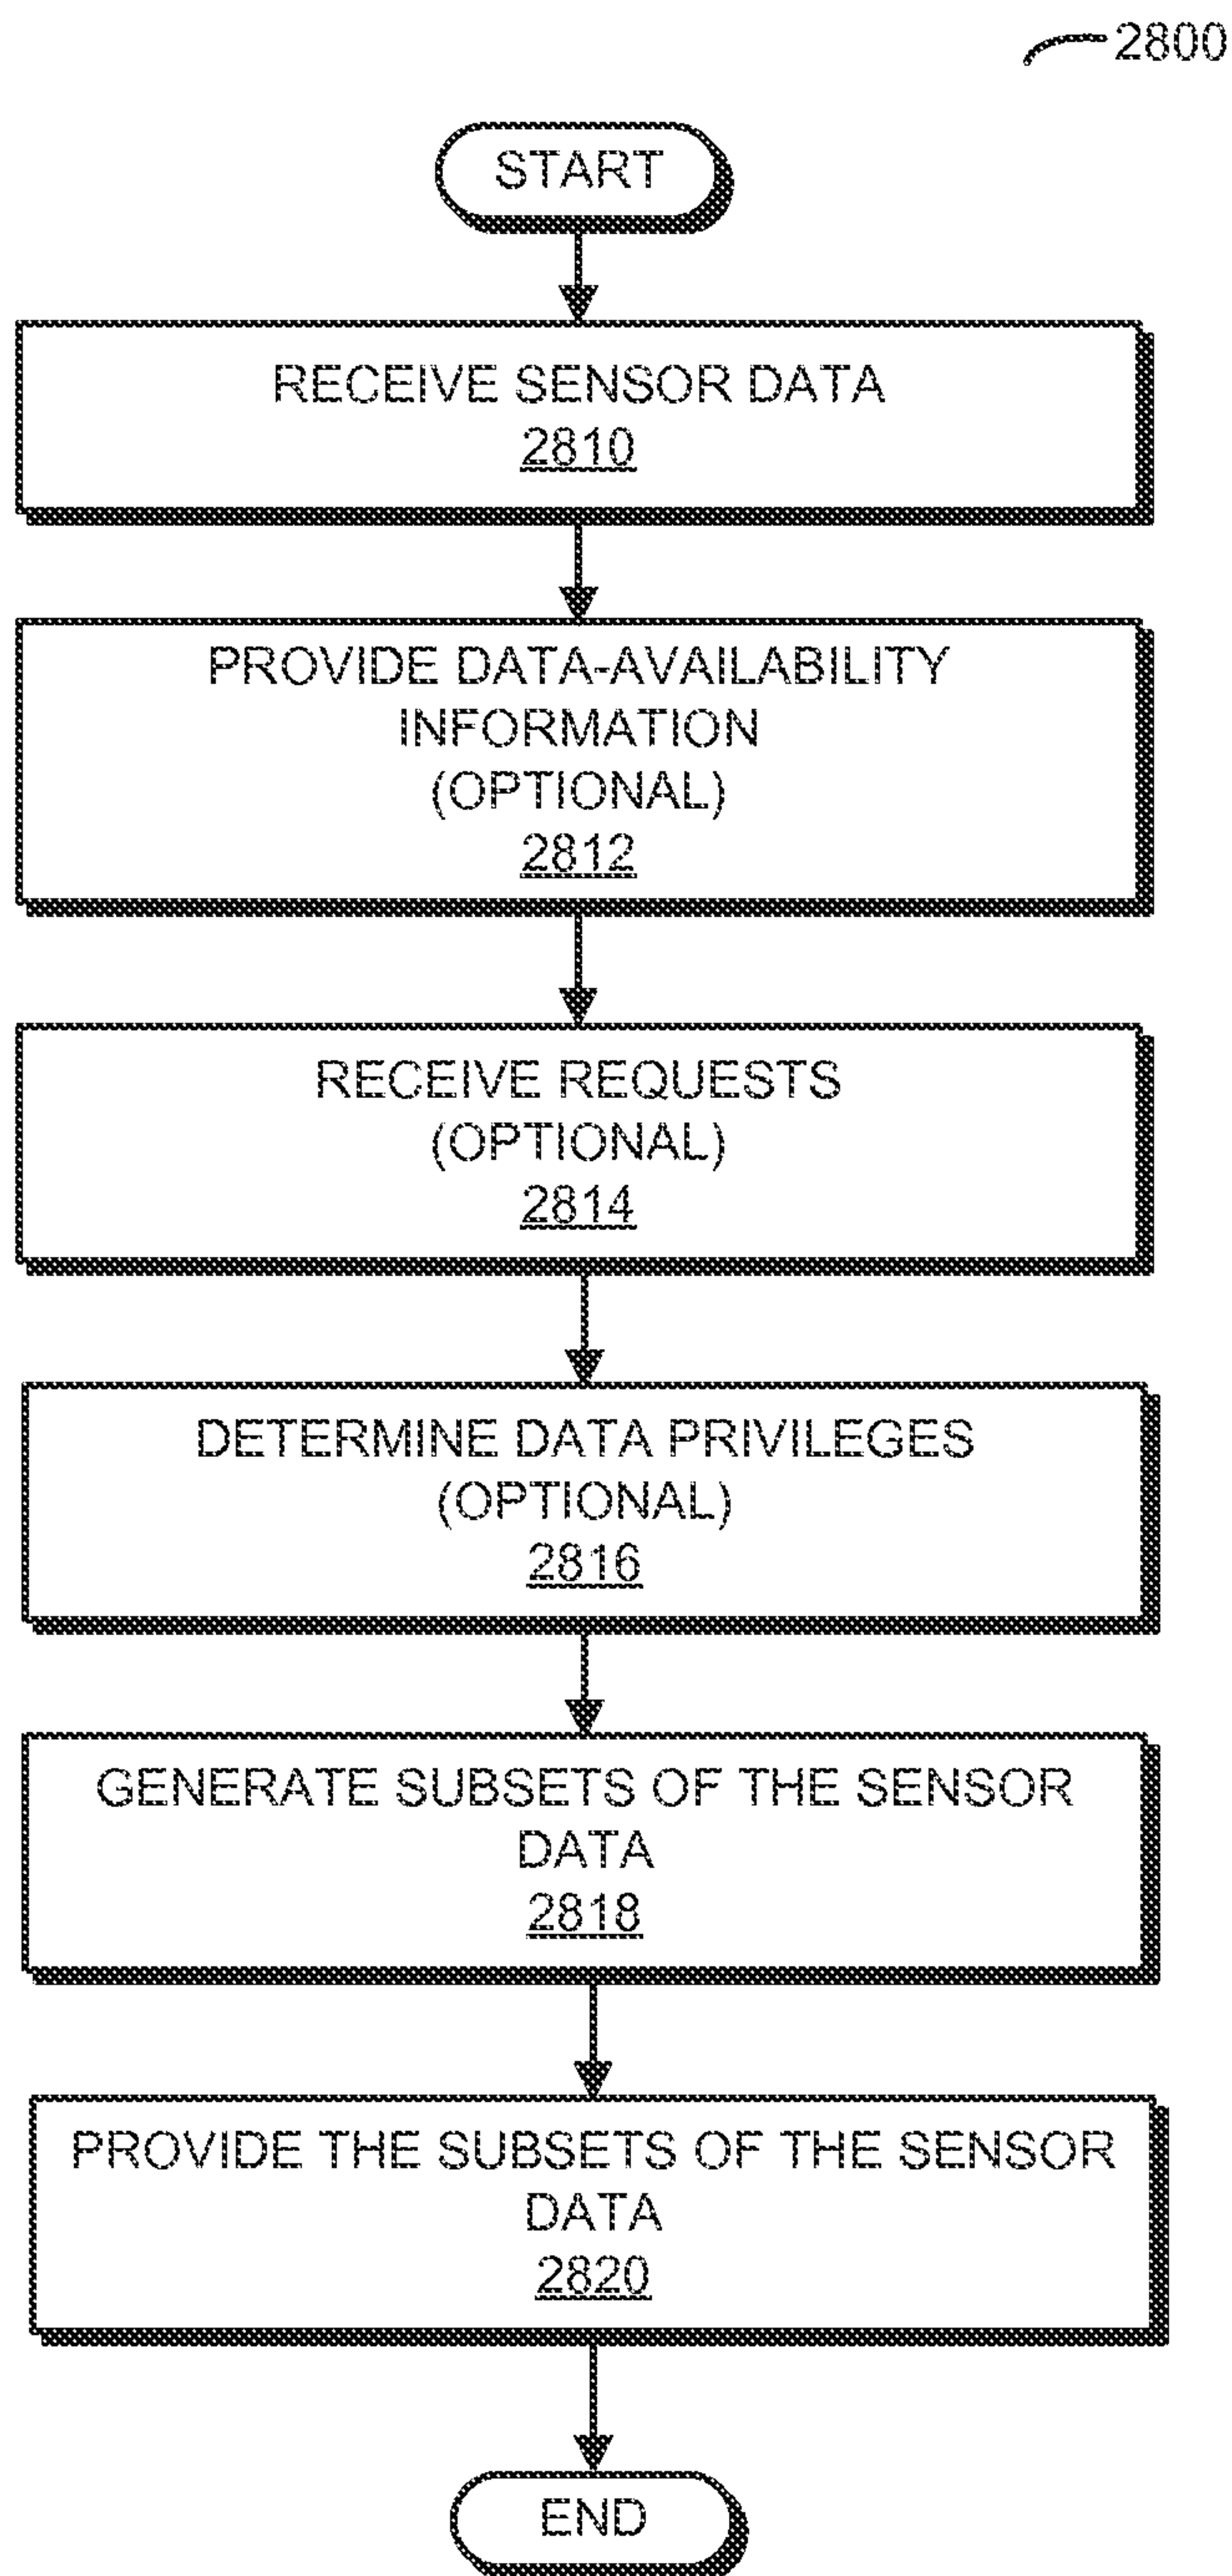 2800
START
RECEIVE SENSOR DATA
2810
PROVIDE DATA-AVAILABILITY
INFORMATION
(OPTIONAL)
2812
RECEIVE REQUESTS
(OPTIONAL)
2814
DETERMINE DATA PRIVILEGES
(OPTIONAL)
2816
GENERATE SUBSETS OF THE SENSOR
DATA
2818
PROVIDE THE SUBSETS OF THE SENSOR
DATA
2820
END